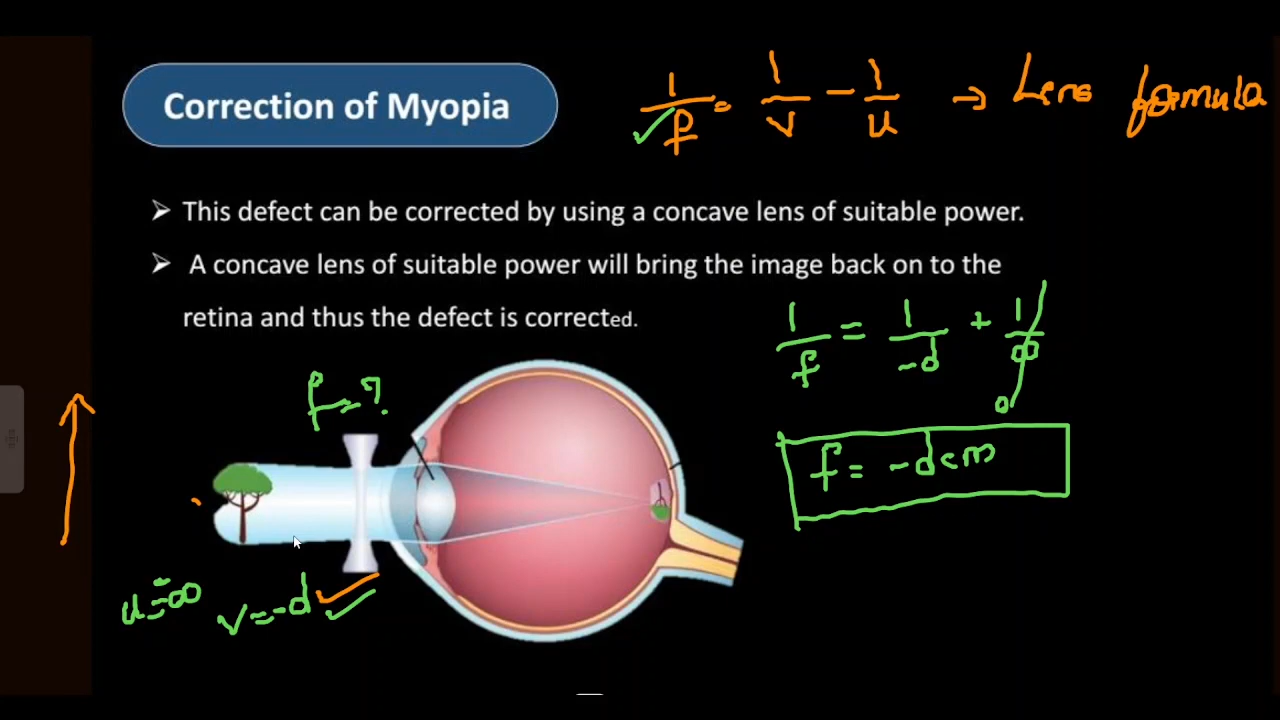 Correction of Myopia
1/f = 1/v - 1/u → Lens formula
➢ This defect can be corrected by using a concave lens of suitable power.
➢ A concave lens of suitable power will bring the image back on to the
retina and thus the defect is corrected.
1/f = 1/-d + 1/∞ 0
f = ?
f = -d cm
u = -∞ v = -d